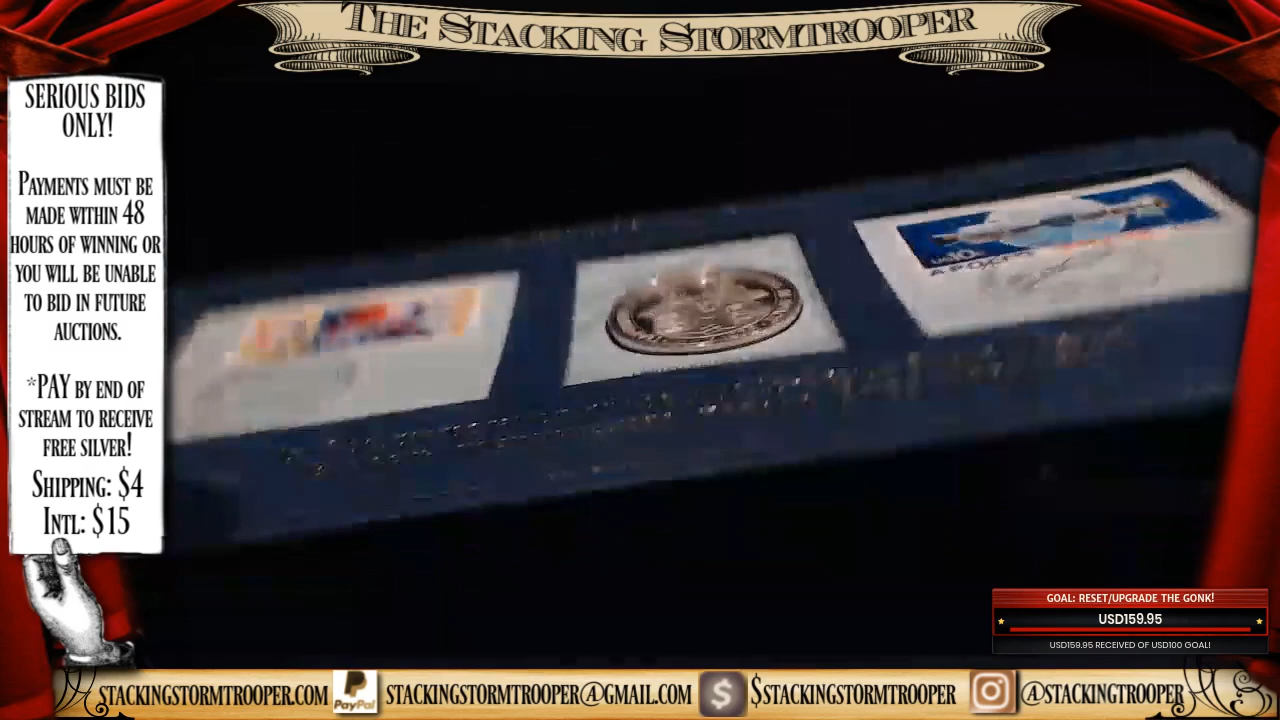 The Stacking Stormtrooper
SERIOUS BIDS
ONLY!
PAYMENTS MUST BE
MADE WITHIN 48
HOURS OF WINNING OR
YOU WILL BE UNABLE
TO BID IN FUTURE
AUCTIONS.
*PAY BY END OF
STREAM TO RECEIVE
FREE SILVER!
SHIPPING: $4
INTL: $15
GOAL: RESET/UPGRADE THE GONK!
USD159.95
USD159.95 RECEIVED OF USD100 GOAL!
STACKINGSTORMTROOPER.COM
PayPal
STACKINGSTORMTROOPER@GMAIL.COM
$
$STACKINGSTORMTROOPER
@STACKINGTROOPER